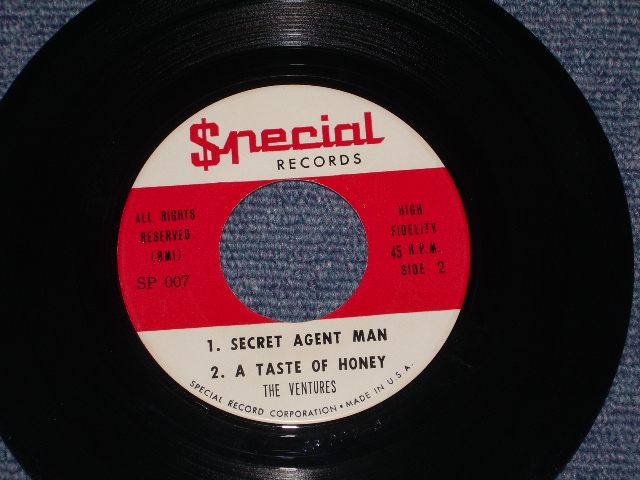 $pecial
RECORDS
ALL RIGHTS
RESERVED
(BMI)
SP 007
HIGH
FIDELITY
45 R.P.M.
SIDE 2
1. SECRET AGENT MAN
2. A TASTE OF HONEY
THE VENTURES
SPECIAL RECORD CORPORATION • MADE IN U.S.A.